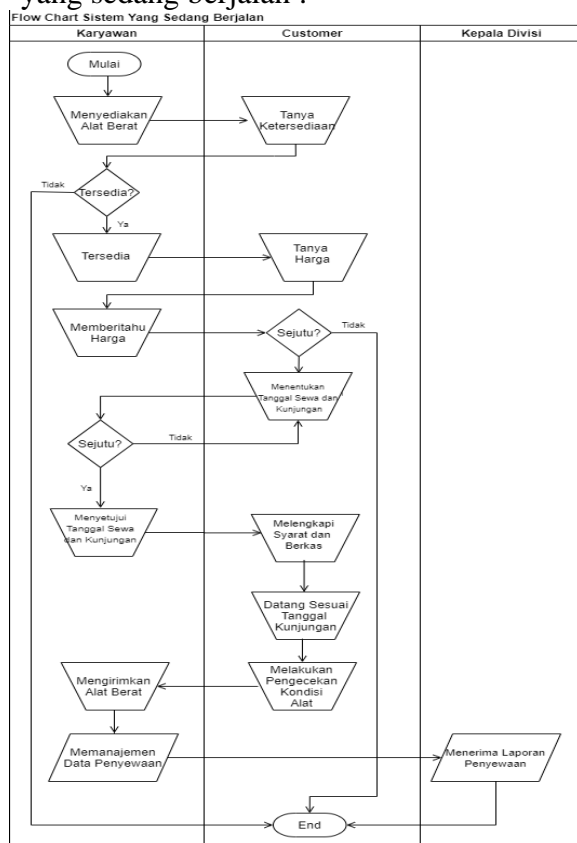 yang sedang berjalan :
Flow Chart Sistem Yang Sedang Berjalan
Karyawan
Customer
Kepala Divisi
Mulai
Menyediakan
Alat Berat
Tanya
Ketersediaan
Tersedia?
Tidak
Ya
Tersedia
Tanya
Harga
Memberitahu
Harga
Sejutu?
Tidak
Menentukan
Tanggal Sewa dan
Kunjungan
Sejutu?
Tidak
Ya
Menyetujui
Tanggal Sewa
dan Kunjungan
Melengkapi
Syarat dan
Berkas
Datang Sesuai
Tanggal
Kunjungan
Melakukan
Pengecekan
Kondisi
Alat
Mengirimkan
Alat Berat
Memanajemen
Data Penyewaan
Menerima Laporan
Penyewaan
End